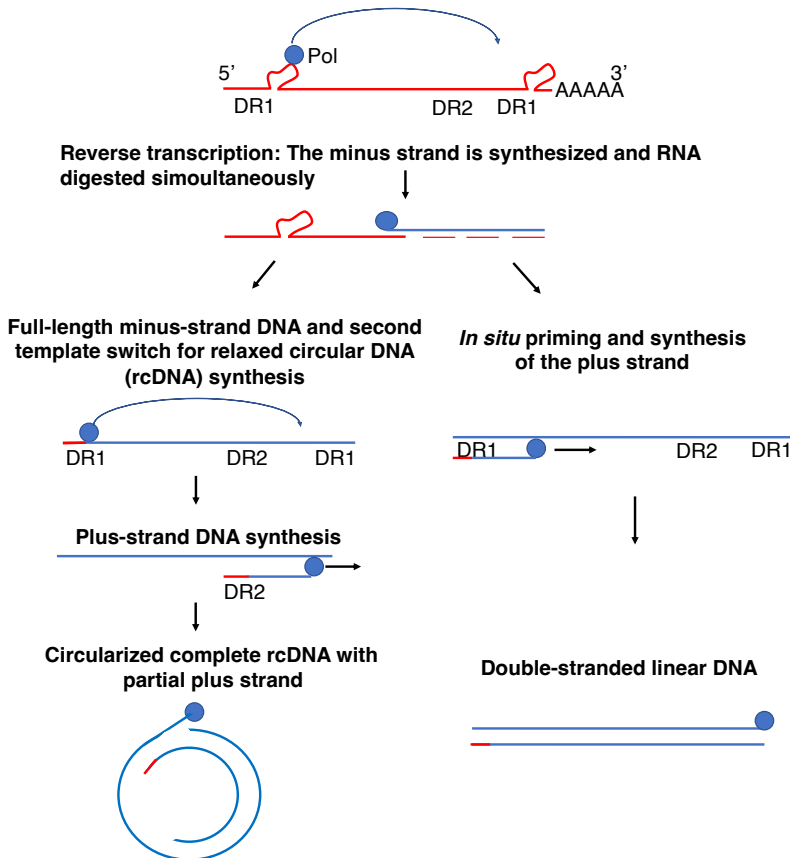 Pol
5’
3’
AAAAA
DR1
DR2
DR1
Reverse transcription: The minus strand is synthesized and RNA
digested simoultaneously
Full-length minus-strand DNA and second
template switch for relaxed circular DNA
(rcDNA) synthesis
In situ priming and synthesis
of the plus strand
DR1
DR2
DR1
DR1
DR2
DR1
Plus-strand DNA synthesis
DR2
Circularized complete rcDNA with
partial plus strand
Double-stranded linear DNA